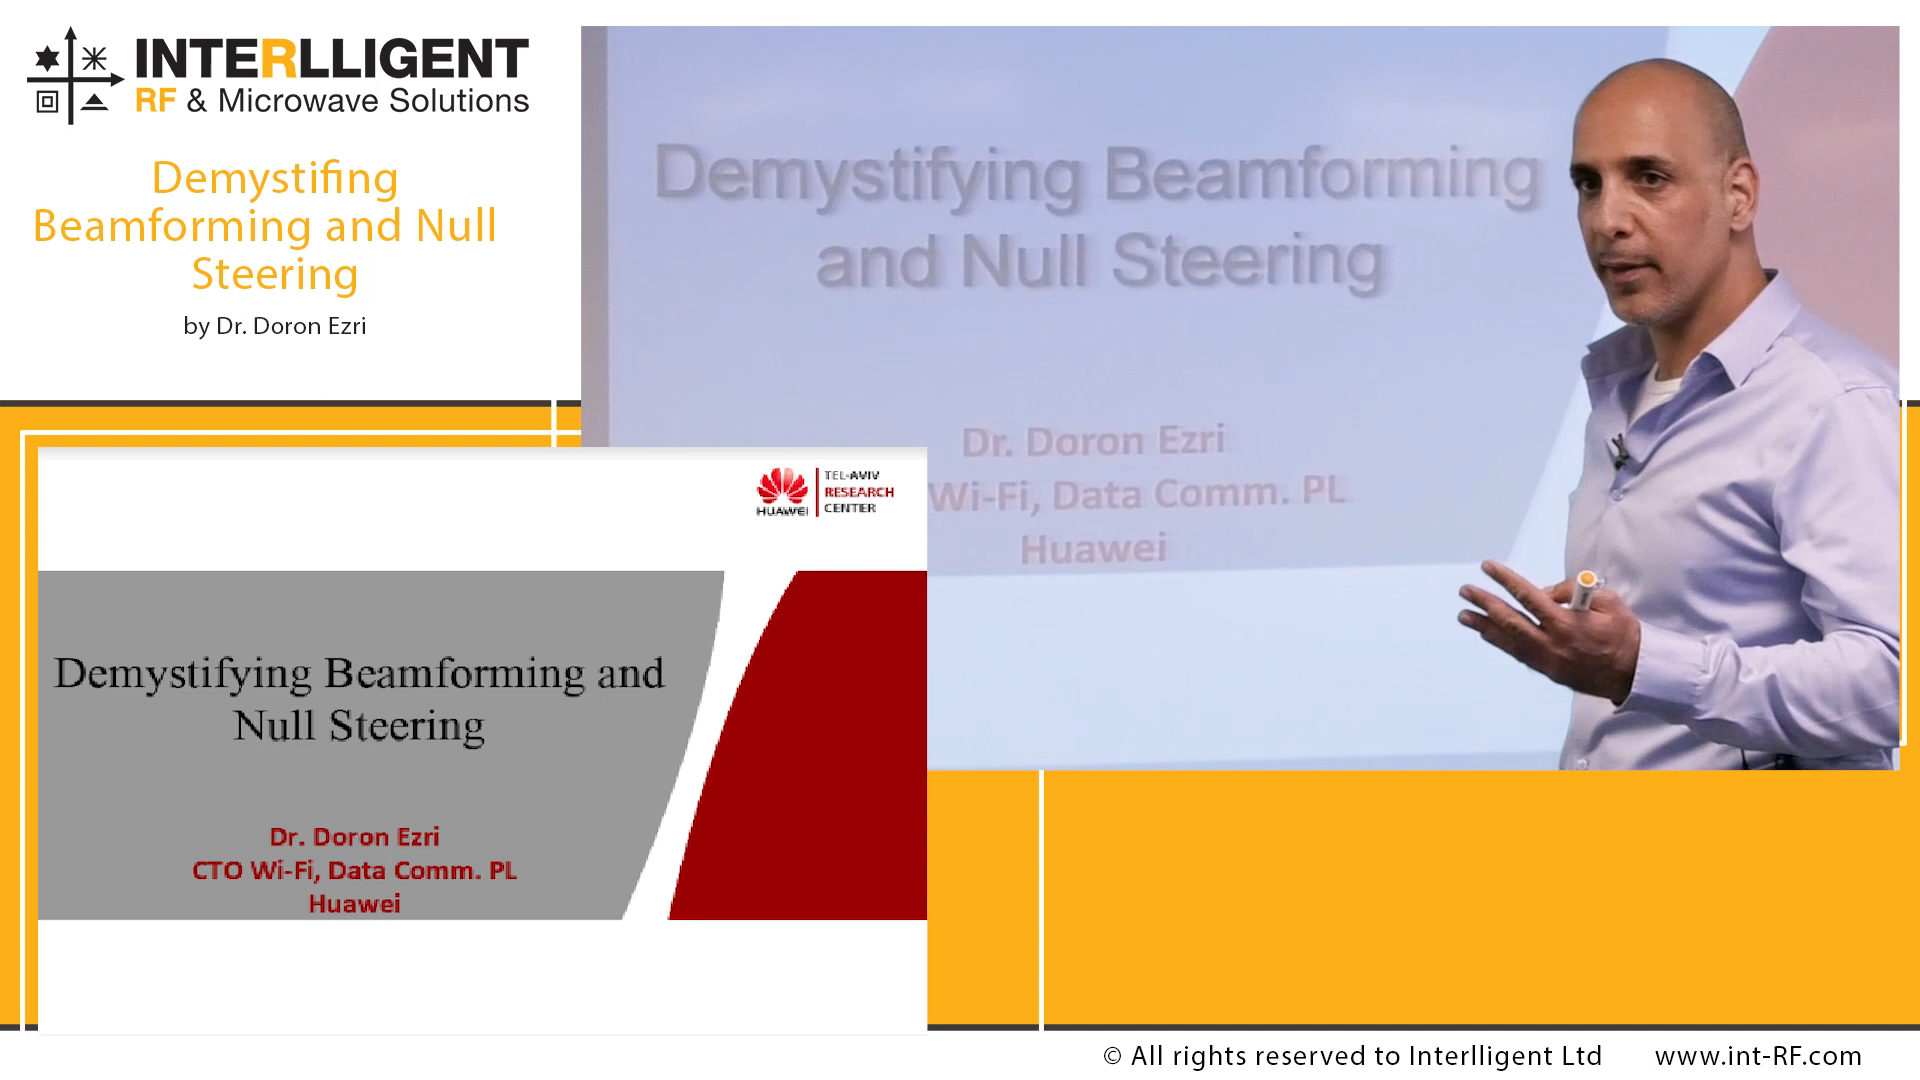 INTERLLIGENT
RF & Microwave Solutions
Demystifing
Beamforming and Null
Steering
by Dr. Doron Ezri
Demystifying Beamforming
and Null Steering
Dr. Doron Ezri
Wi-Fi, Data Comm. PL
Huawei
HUAWEI
TEL-AVIV
RESEARCH
CENTER
Demystifying Beamforming and
Null Steering
Dr. Doron Ezri
CTO Wi-Fi, Data Comm. PL
Huawei
© All rights reserved to Interlligent Ltd
www.int-RF.com